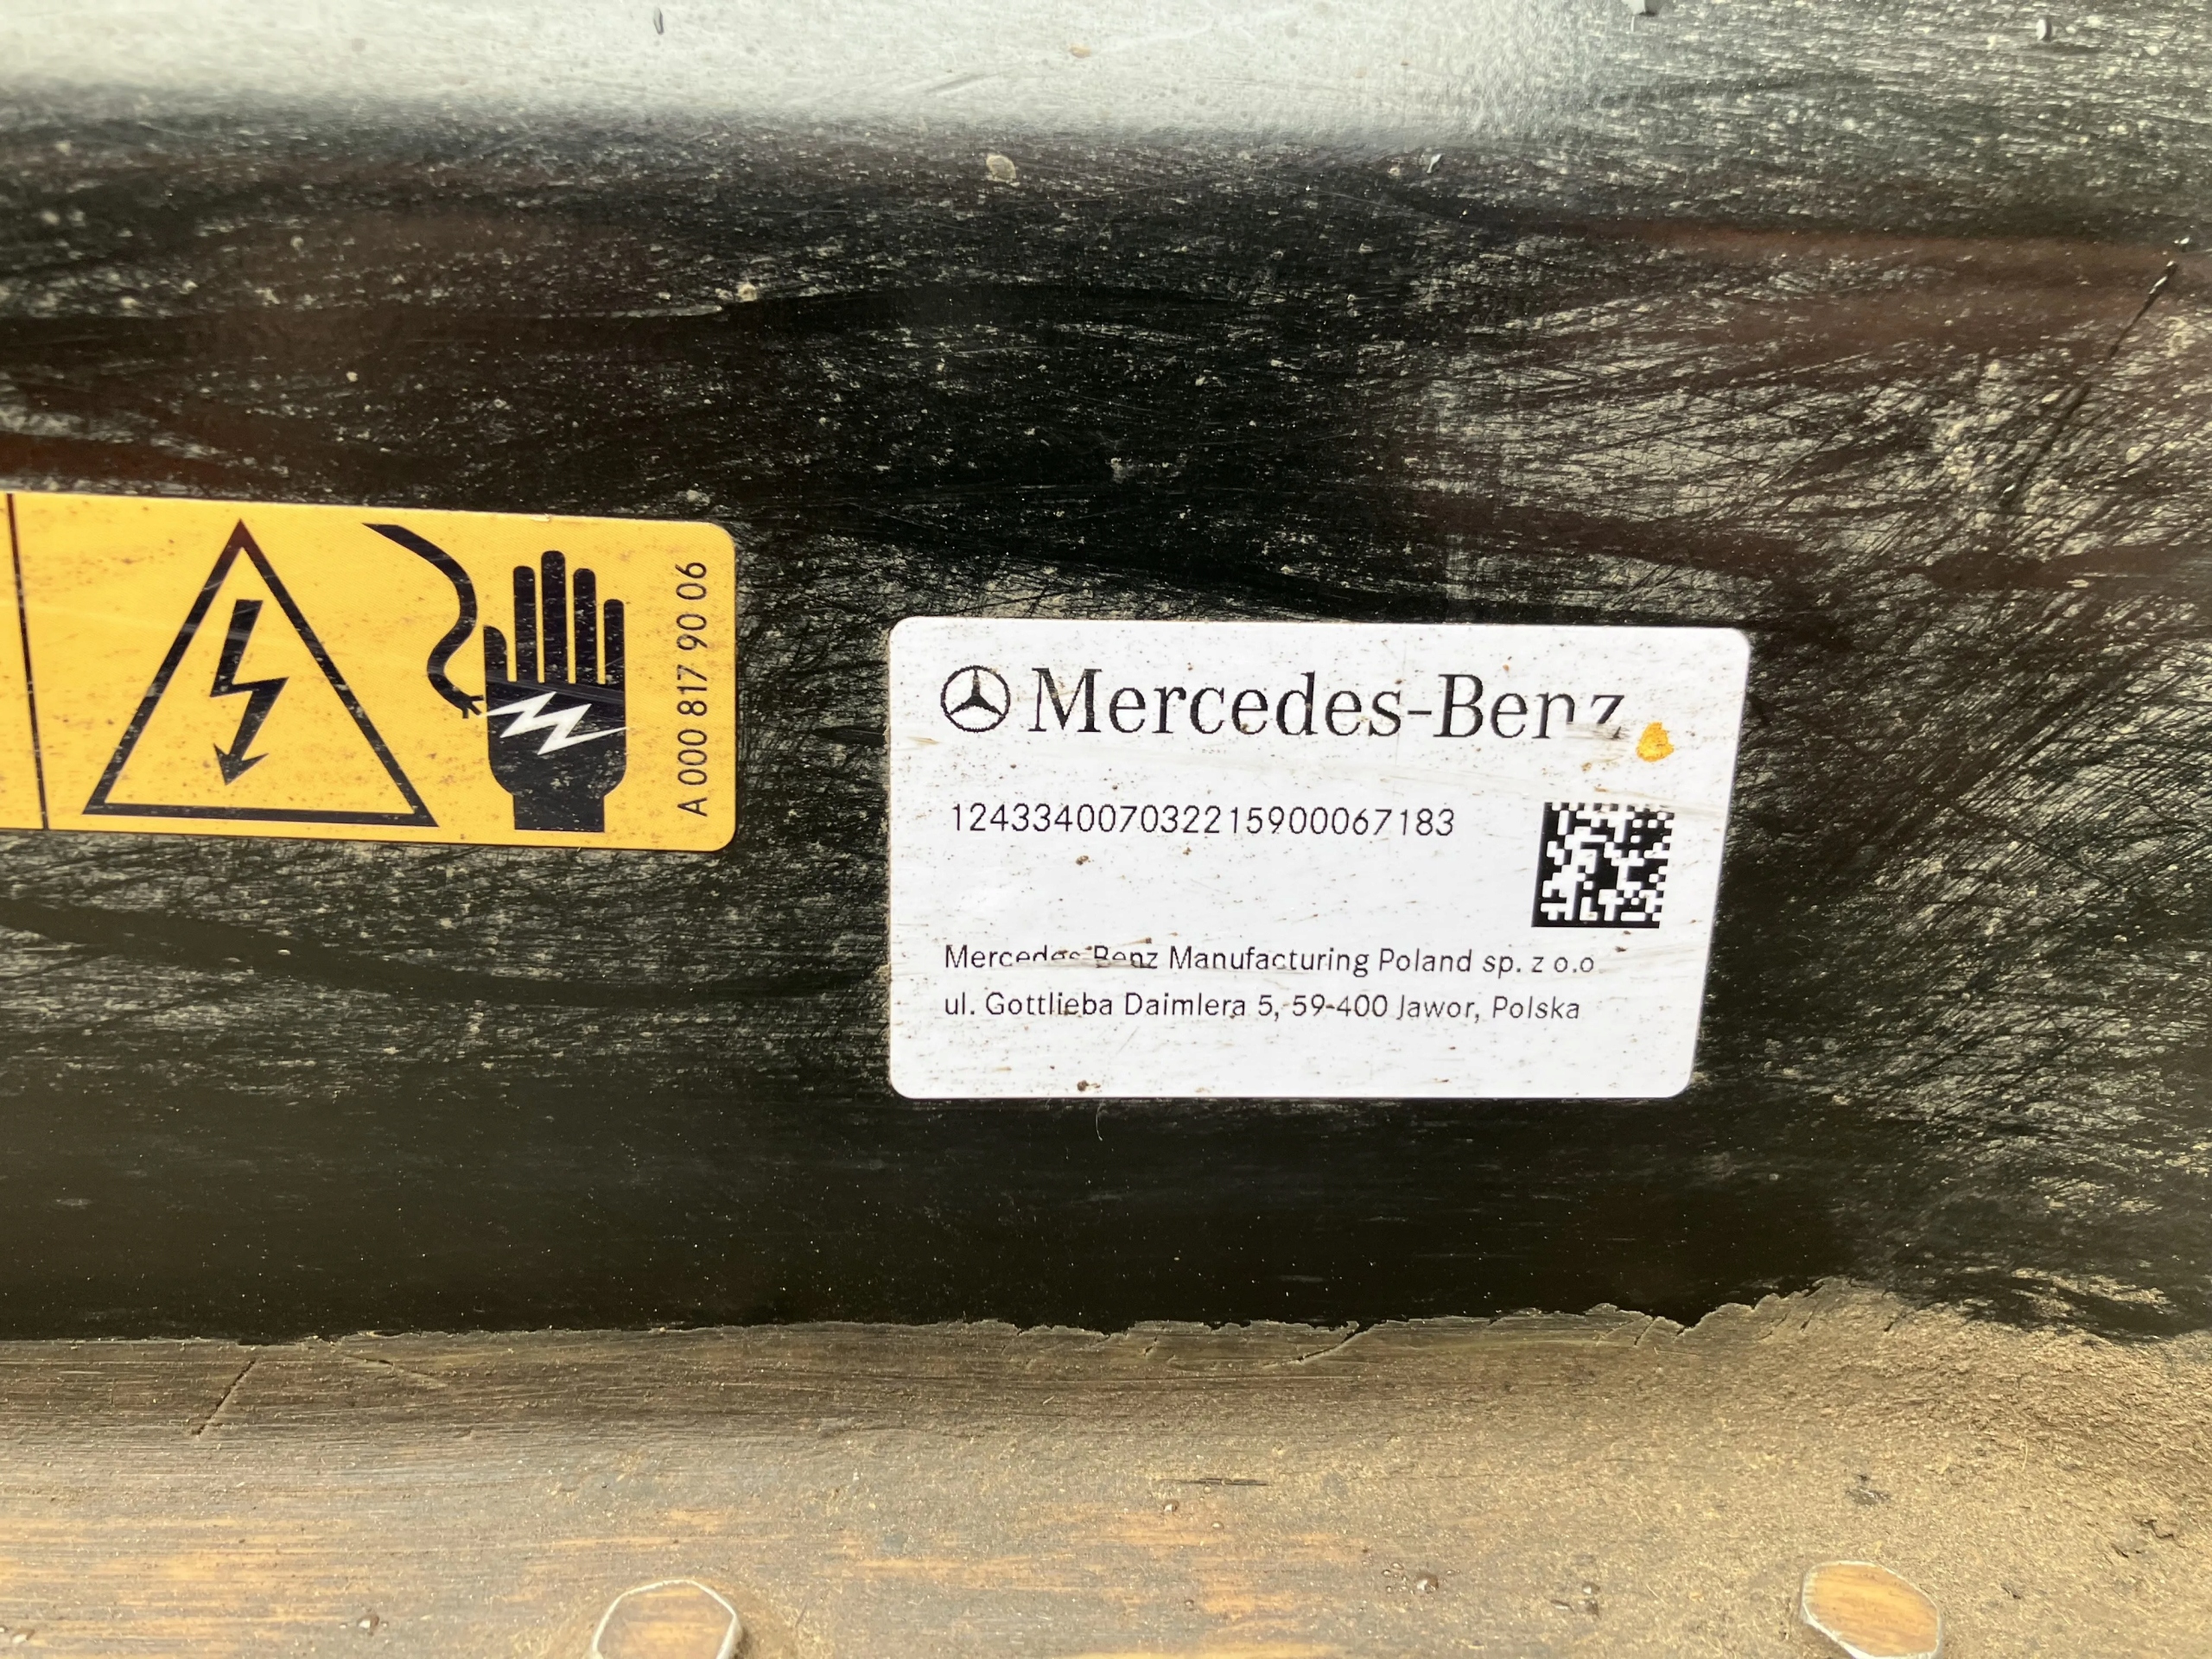 A 000 817 90 06
Mercedes-Benz
124334007032215900067183
Mercedes-Benz Manufacturing Poland sp. z o.o
ul. Gottlieba Daimlera 5, 59-400 Jawor, Polska